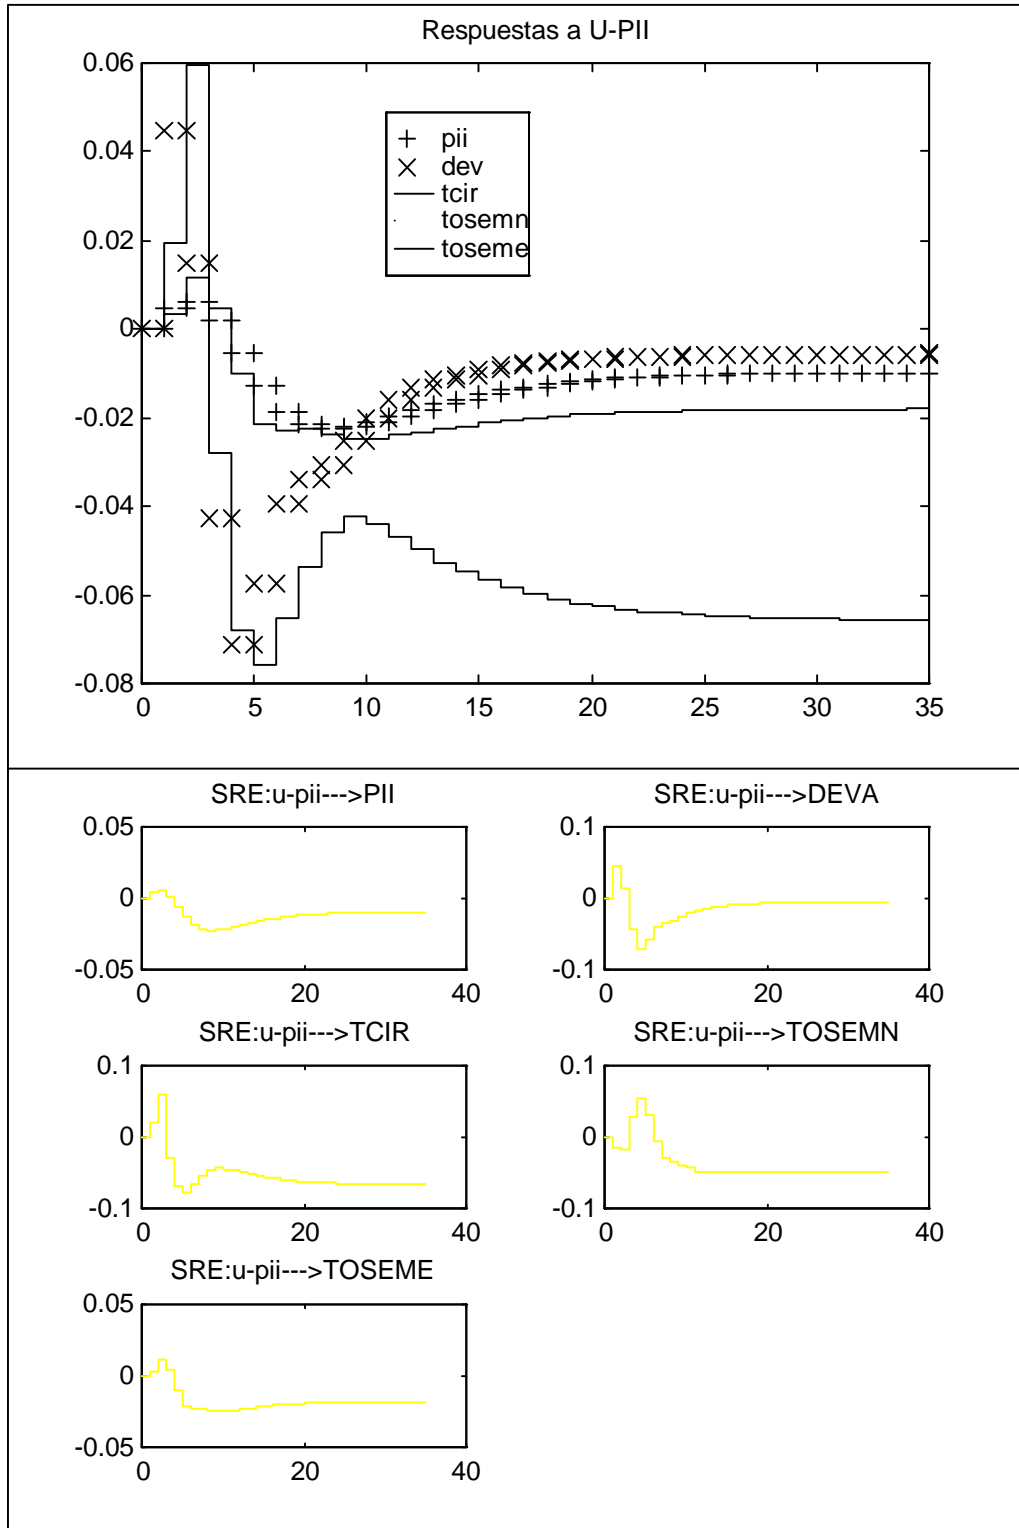 Respuestas a U-PII
0.06
0.04
0.02
0
-0.02
-0.04
-0.06
-0.08
pii
dev
tcir
tosemn
toseme
0 5 10 15 20 25 30 35
SRE:u-pii--->PII
0.05
0
-0.05
0 20 40
SRE:u-pii--->DEVA
0.1
0
-0.1
0 20 40
SRE:u-pii--->TCIR
0.1
0
-0.1
0 20 40
SRE:u-pii--->TOSEMN
0.1
0
-0.1
0 20 40
SRE:u-pii--->TOSEME
0.05
0
-0.05
0 20 40